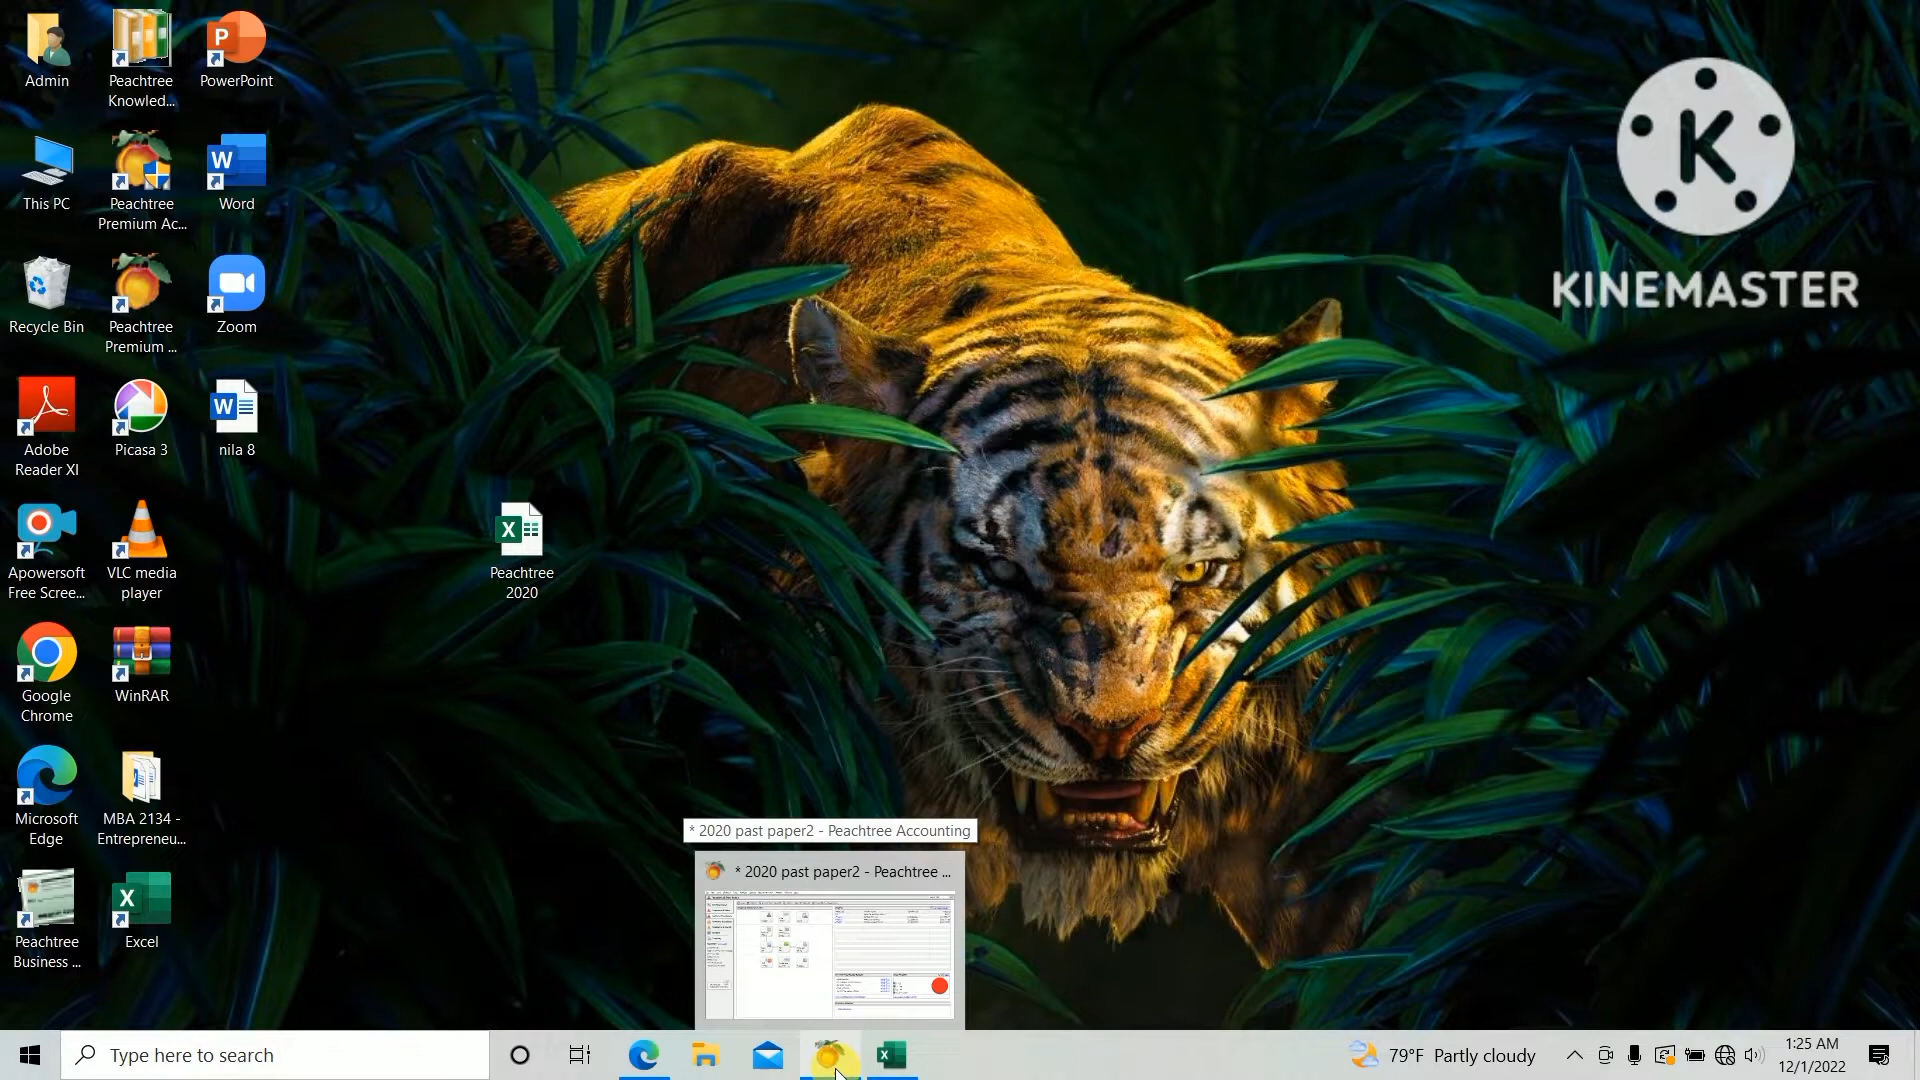 Admin
Peachtree
Knowled...
PowerPoint
This PC
Peachtree
Premium Ac...
Word
Recycle Bin
Peachtree
Premium ...
Zoom
Adobe
Reader XI
Picasa 3
nila 8
Apowersoft
Free Scree...
VLC media
player
Peachtree
2020
Google
Chrome
WinRAR
Microsoft
Edge
MBA 2134 -
Entrepreneu...
Peachtree
Business ...
Excel
K
KINEMASTER
* 2020 past paper2 - Peachtree Accounting
* 2020 past paper2 - Peachtree ...
Type here to search
79°F Partly cloudy
1:25 AM
12/1/2022